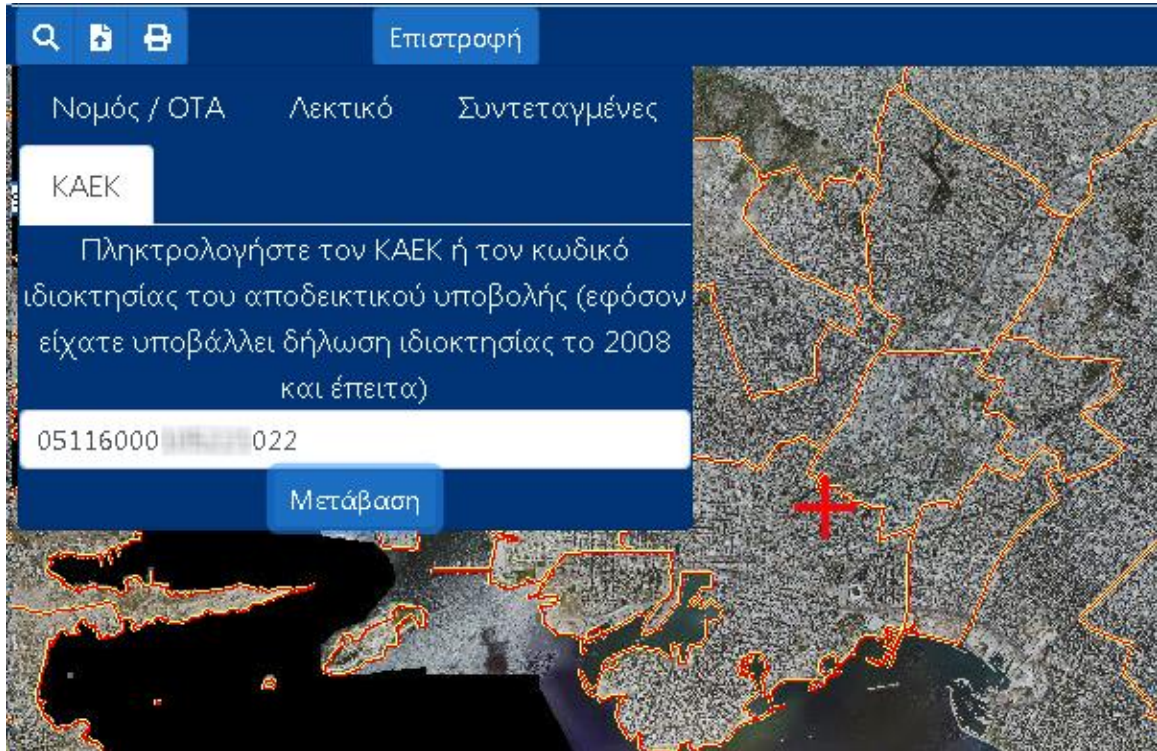 Επιστροφή
Νομός / ΟΤΑ Λεκτικό Συντεταγμένες
ΚΑΕΚ
Πληκτρολογήστε τον ΚΑΕΚ ή τον κωδικό
ιδιοκτησίας του αποδεικτικού υποβολής (εφόσον
είχατε υποβάλλει δήλωση ιδιοκτησίας το 2008
και έπειτα)
05116000 022
Μετάβαση